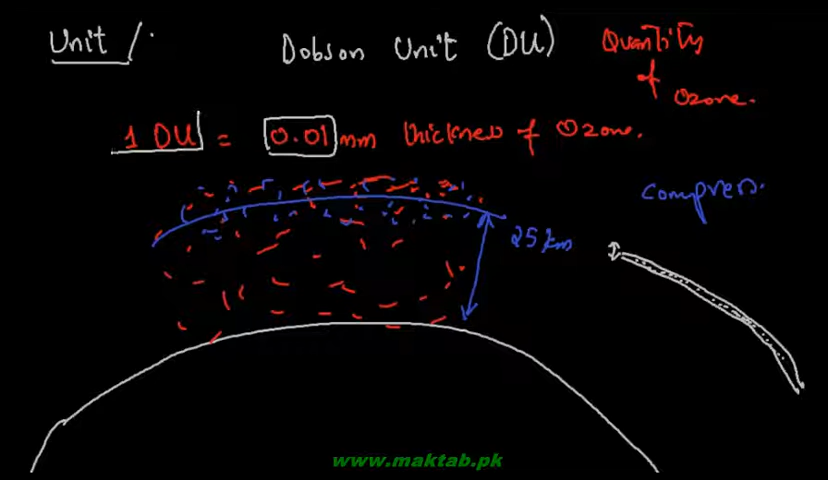 Unit /
Dobson Unit (DU)
Quantity
of
Ozone.
1 DU = 0.01 mm thickness of Ozone.
Compress.
25 km
www.maktab.pk